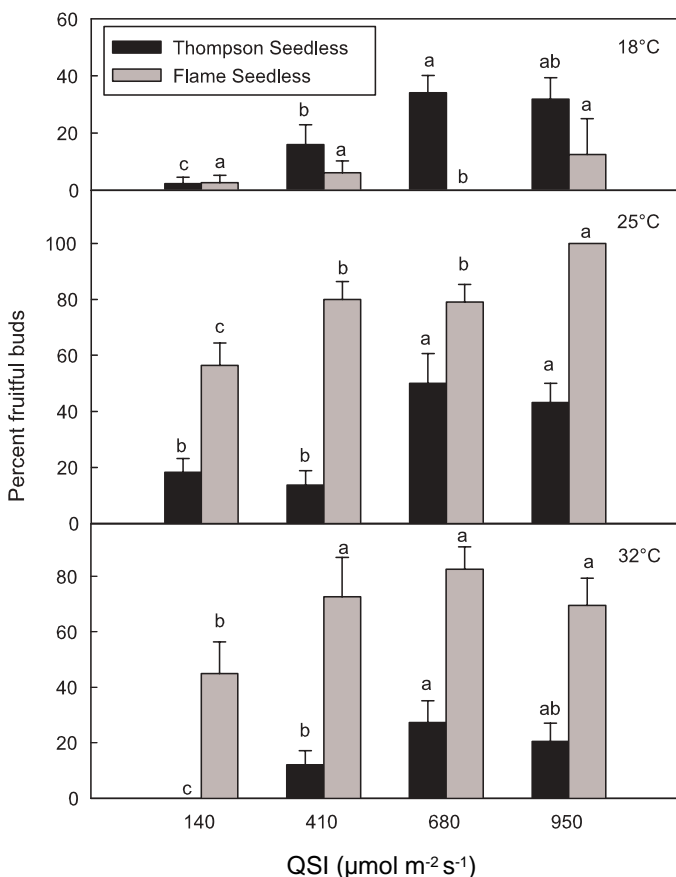 60
Thompson Seedless
18°C
Flame Seedless
a
ab
40
b
a
20
a
c a
b
0
25°C
a
100
b b
80
c
a
60
a
40
b b
20
0
32°C
a a a
80
b
60
a
40
ab
b
20
c
0
140 410 680 950
Percent fruitful buds
QSI (µmol m⁻² s⁻¹)